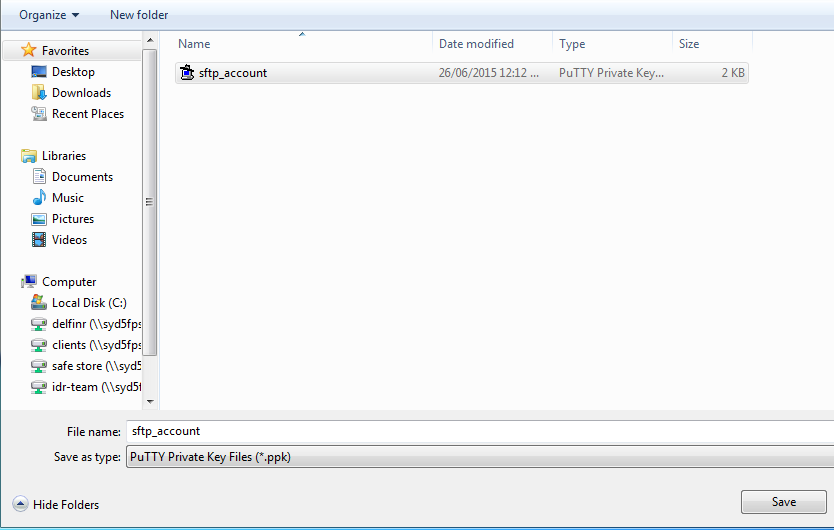 Organize New folder
Name Date modified Type Size
sftp_account 26/06/2015 12:12 ... PuTTY Private Key... 2 KB
Favorites
Desktop
Downloads
Recent Places
Libraries
Documents
Music
Pictures
Videos
Computer
Local Disk (C:)
delfinr (\\syd5fps
clients (\\syd5fps
safe store (\\syd5
idr-team (\\syd5f
File name: sftp_account
Save as type: PuTTY Private Key Files (*.ppk)
Hide Folders Save